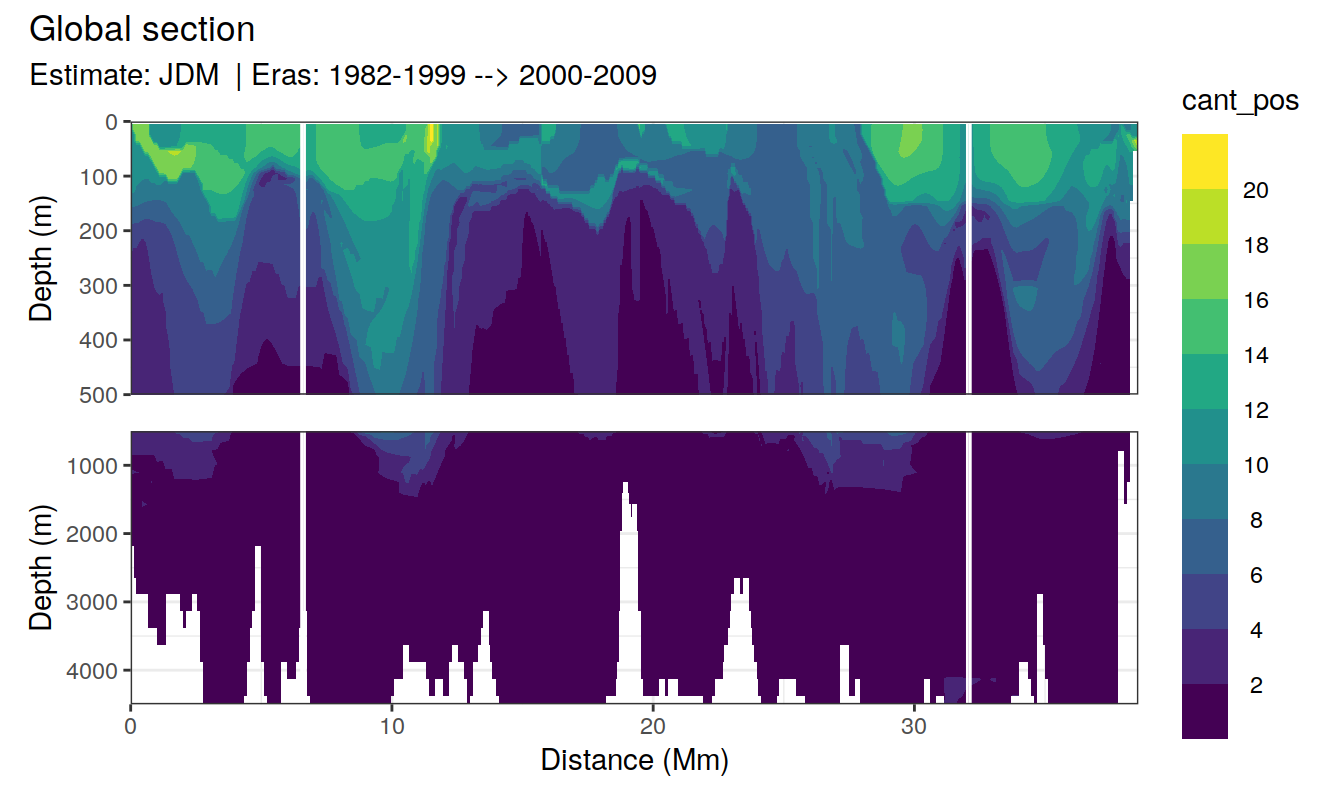 Global section
Estimate: JDM | Eras: 1982-1999 --> 2000-2009
cant_pos
0
100
200
300
400
500
Depth (m)
20
18
16
14
12
10
8
6
4
2
1000
2000
3000
4000
Depth (m)
0 10 20 30
Distance (Mm)